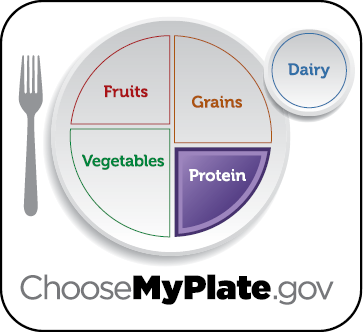 Fruits
Grains
Dairy
Vegetables
Protein
ChooseMyPlate.gov